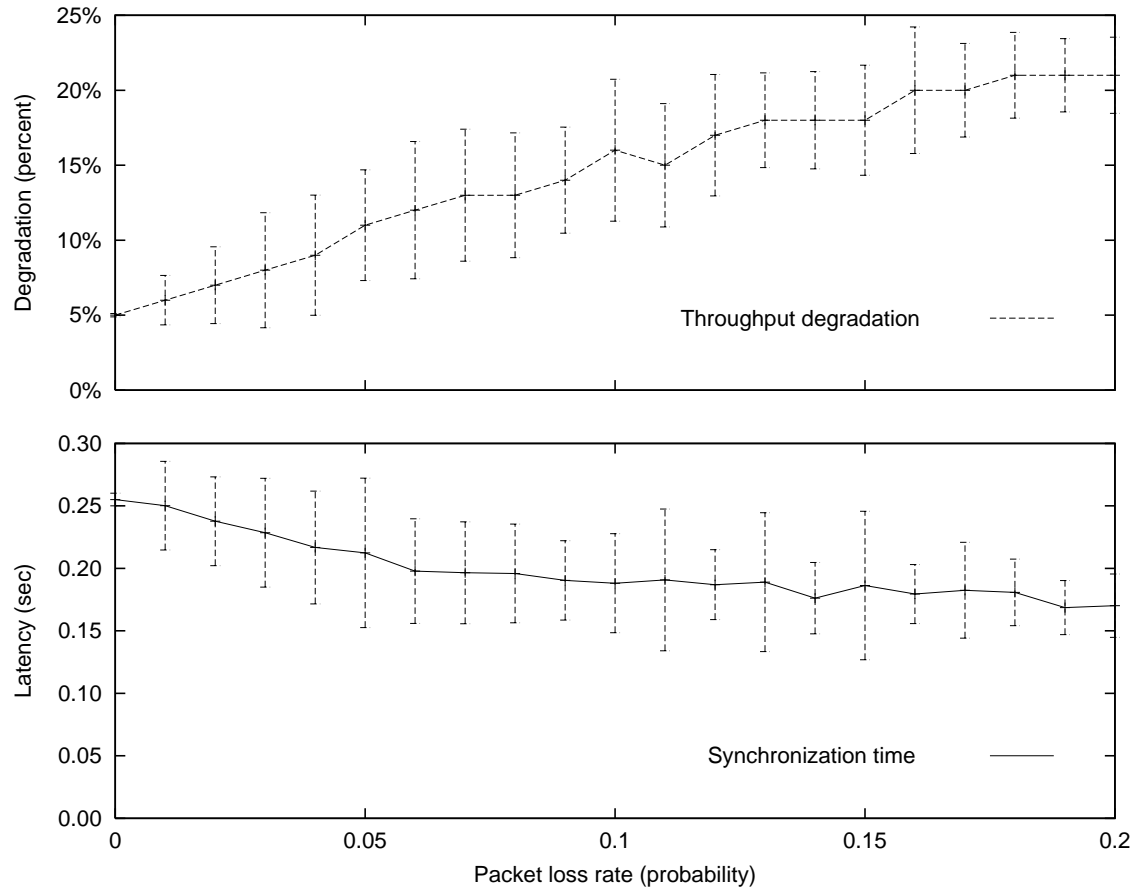 25%
20%
15%
10%
5%
0%
Degradation (percent)
Throughput degradation
0.30
0.25
0.20
0.15
0.10
0.05
0.00
Latency (sec)
Synchronization time
0 0.05 0.1 0.15 0.2
Packet loss rate (probability)